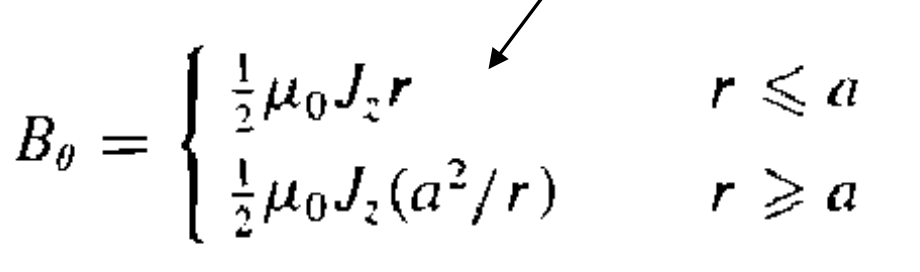 B_θ = { ½μ₀J_z r    r ⩽ a
½μ₀J_z(a²/r)    r ⩾ a